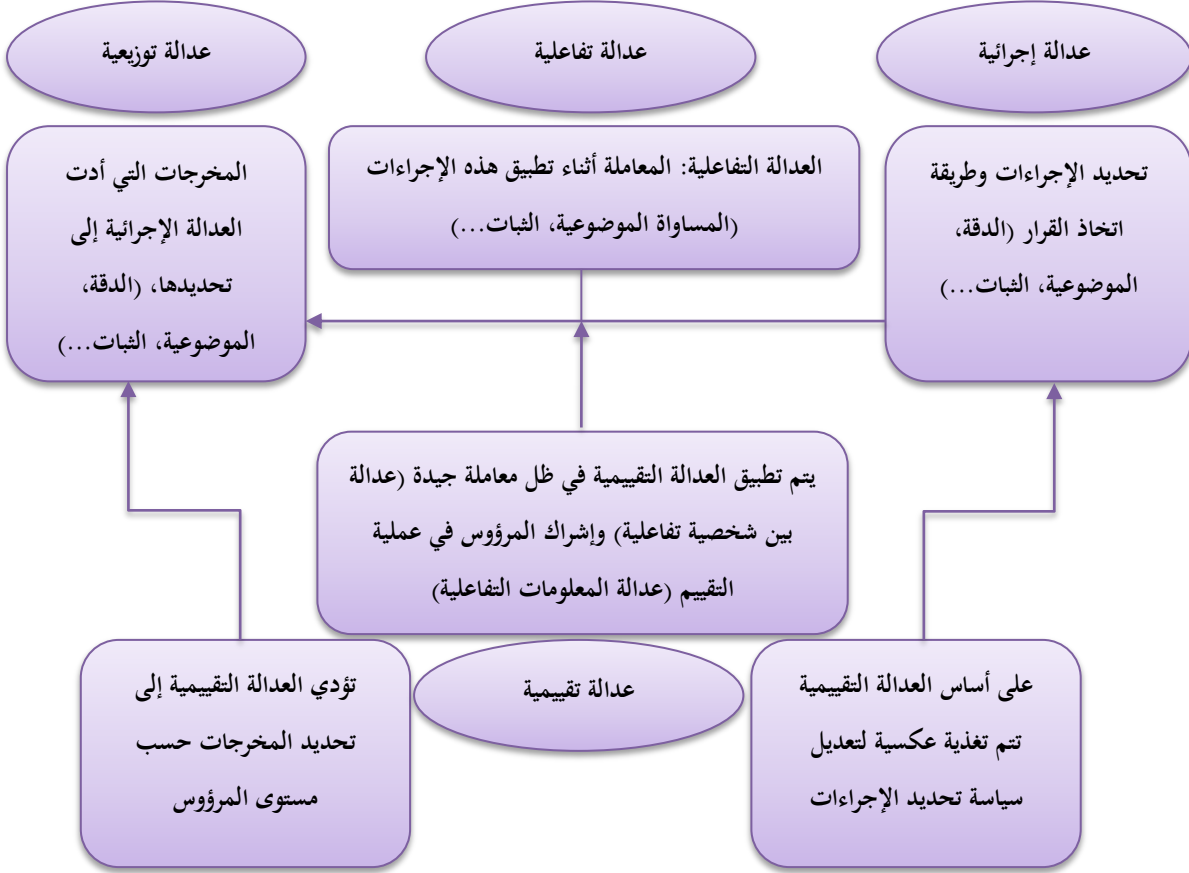 عدالة إجرائية
عدالة تفاعلية
عدالة توزيعية
تحديد الإجراءات وطريقة
اتخاذ القرار (الدقة،
الموضوعية، الثبات...)
العدالة التفاعلية: المعاملة أثناء تطبيق هذه الإجراءات
(المساواة الموضوعية، الثبات...)
المخرجات التي أدت
العدالة الإجرائية إلى
تحديدها، (الدقة،
الموضوعية، الثبات...)
يتم تطبيق العدالة التقييمية في ظل معاملة جيدة (عدالة
بين شخصية تفاعلية) وإشراك المرؤوس في عملية
التقييم (عدالة المعلومات التفاعلية)
على أساس العدالة التقييمية
تتم تغذية عكسية لتعديل
سياسة تحديد الإجراءات
عدالة تقييمية
تؤدي العدالة التقييمية إلى
تحديد المخرجات حسب
مستوى المرؤوس